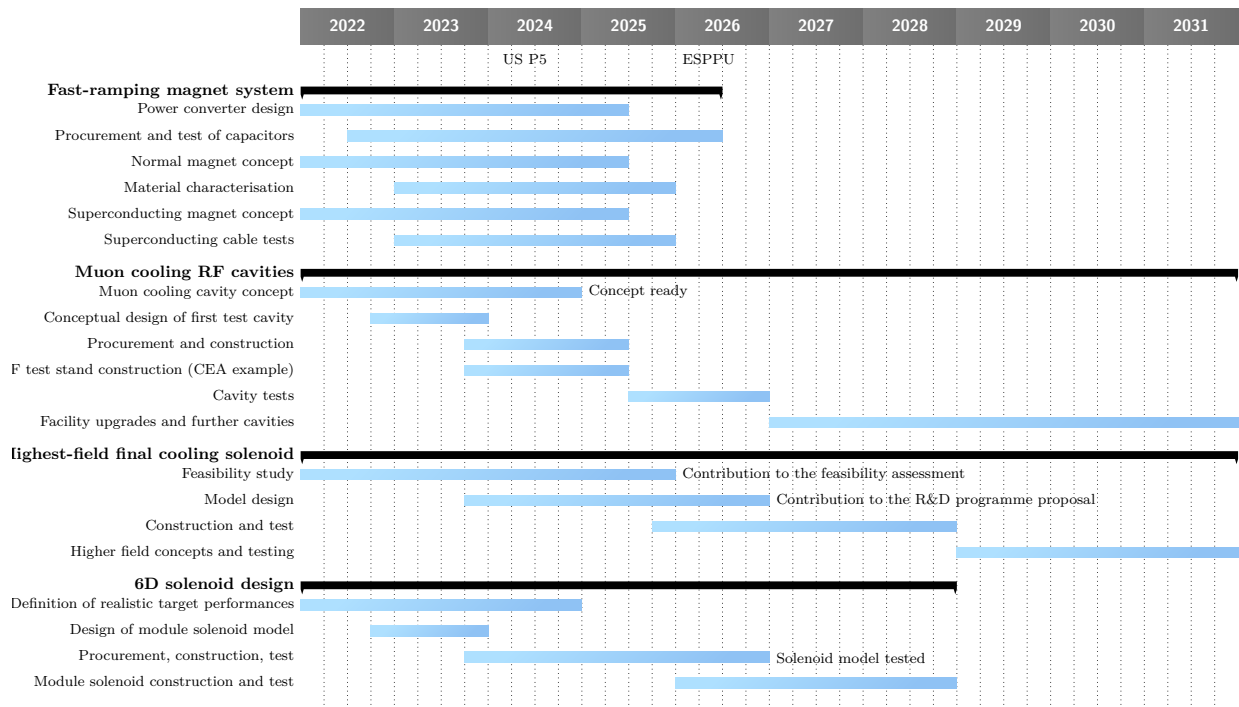 2022 2023 2024 2025 2026 2027 2028 2029 2030 2031
US P5 ESPPU
Fast-ramping magnet system
Power converter design
Procurement and test of capacitors
Normal magnet concept
Material characterisation
Superconducting magnet concept
Superconducting cable tests
Muon cooling RF cavities
Muon cooling cavity concept Concept ready
Conceptual design of first test cavity
Procurement and construction
F test stand construction (CEA example)
Cavity tests
Facility upgrades and further cavities
ighest-field final cooling solenoid
Feasibility study Contribution to the feasibility assessment
Model design Contribution to the R&D programme proposal
Construction and test
Higher field concepts and testing
6D solenoid design
Definition of realistic target performances
Design of module solenoid model
Procurement, construction, test Solenoid model tested
Module solenoid construction and test